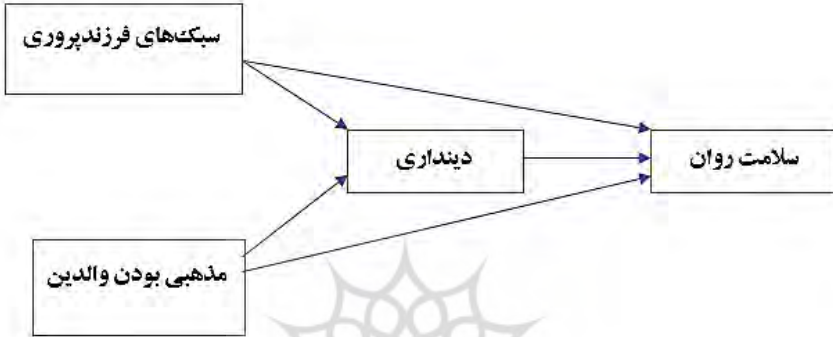 سبک‌های فرزندپروری
دینداری
سلامت روان
مذهبی بودن والدین